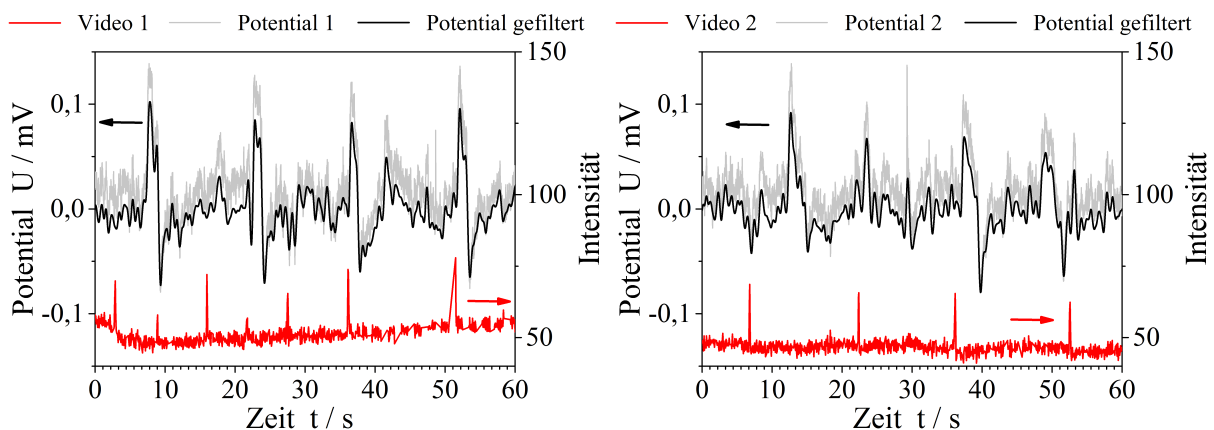 Video 1 Potential 1 Potential gefiltert
Potential U / mV
0,1
0,0
-0,1
150
100
50
Intensität
0 10 20 30 40 50 60
Zeit t / s
Video 2 Potential 2 Potential gefiltert
Potential U / mV
0,1
0,0
-0,1
150
100
50
Intensität
0 10 20 30 40 50 60
Zeit t / s